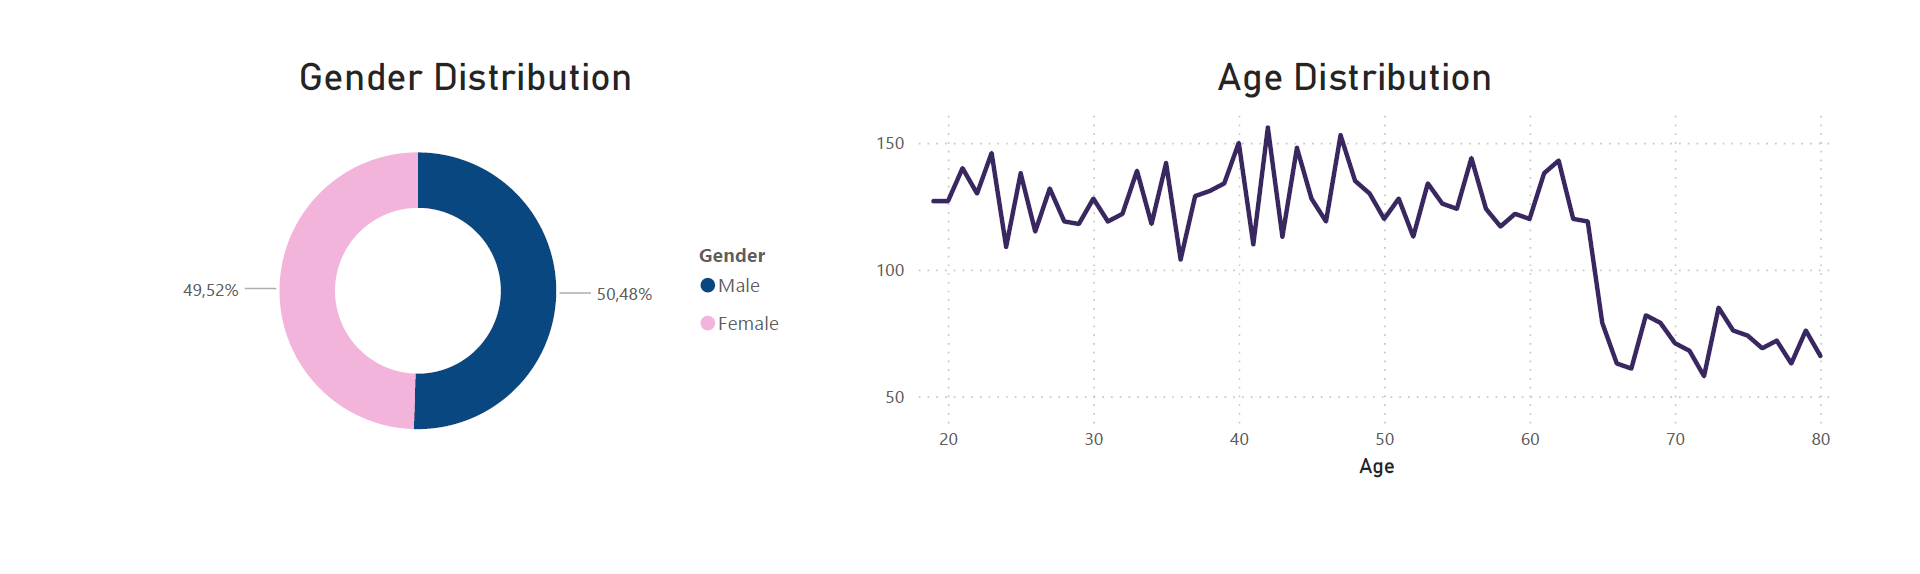 Gender Distribution
49,52%
50,48%
Gender
Male
Female
Age Distribution
150
100
50
20 30 40 50 60 70 80
Age